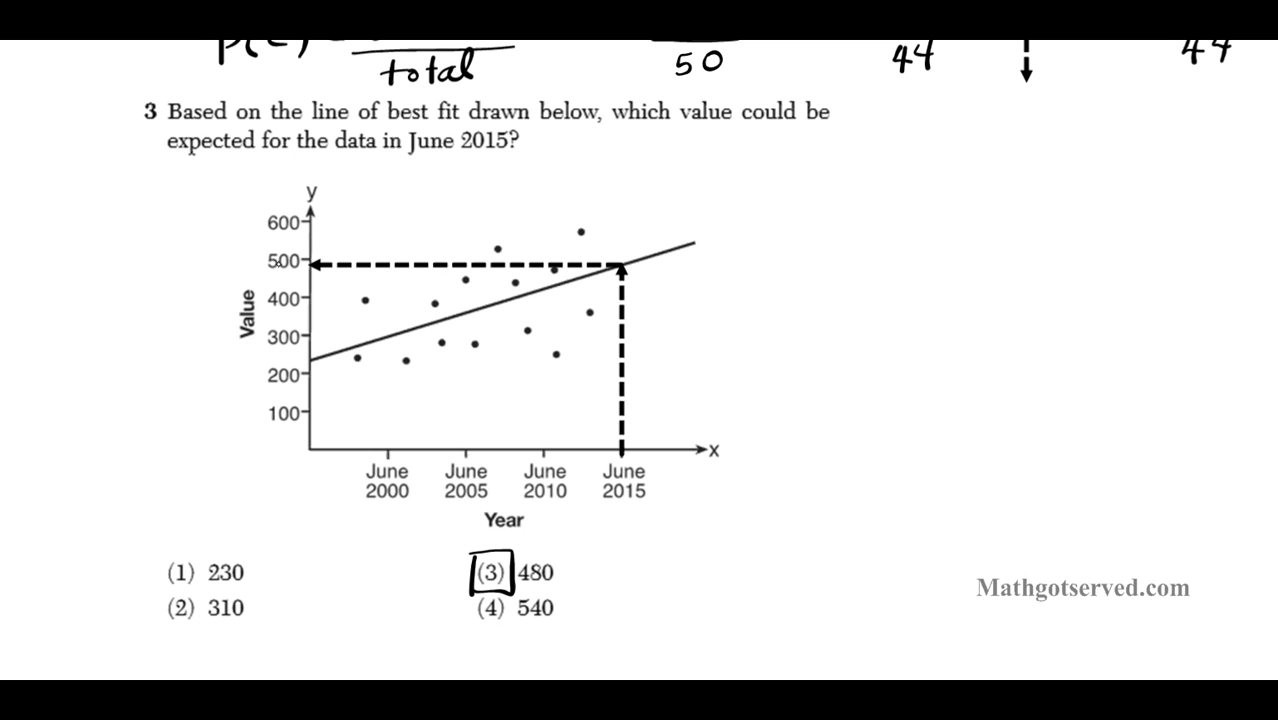 total
50
44
44
3 Based on the line of best fit drawn below, which value could be
expected for the data in June 2015?
y
600
500
400
300
200
100
Value
x
June 2000
June 2005
June 2010
June 2015
Year
(1) 230
(2) 310
(3) 480
(4) 540
Mathgotserved.com